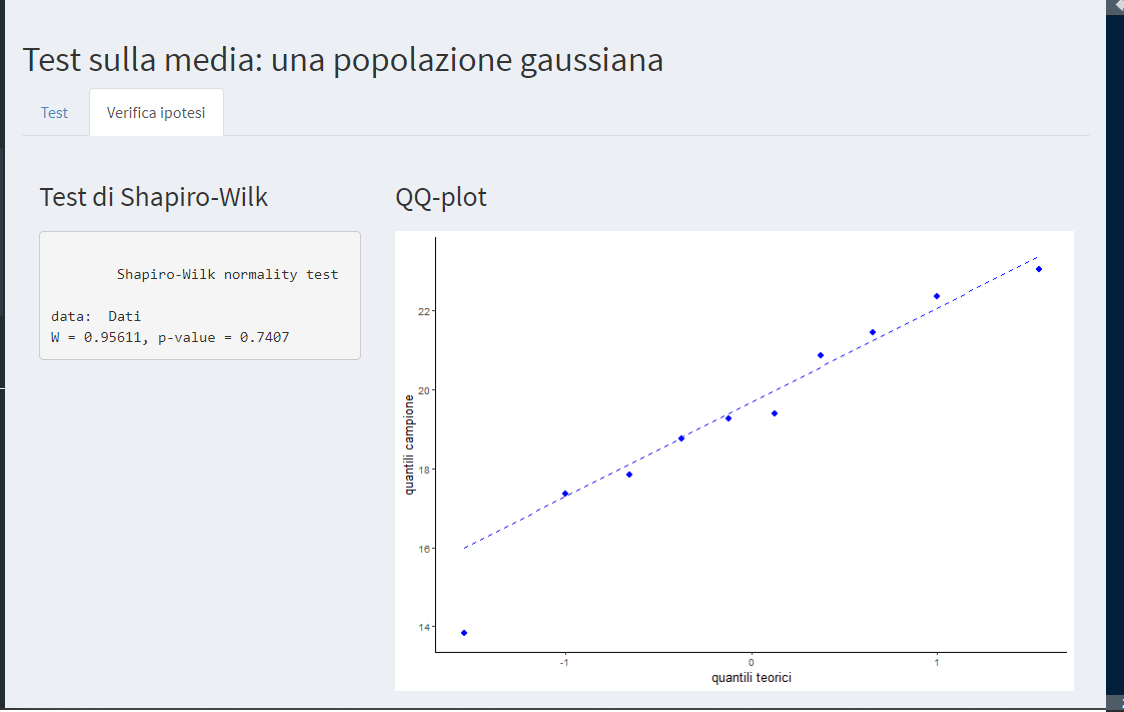 Test sulla media: una popolazione gaussiana
Test
Verifica ipotesi
Test di Shapiro-Wilk
Shapiro-Wilk normality test
data:  Dati
W = 0.95611, p-value = 0.7407
QQ-plot
quantili campione
22
20
18
16
14
-1
0
1
quantili teorici